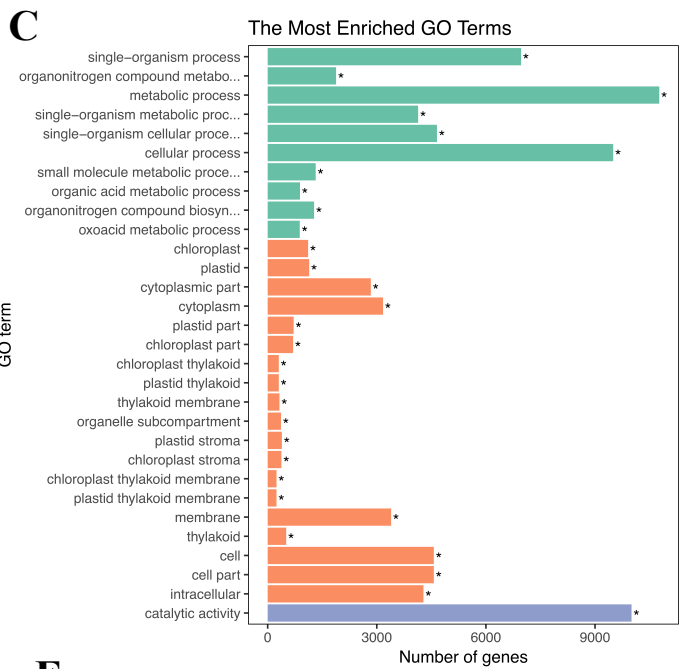 C
The Most Enriched GO Terms
single−organism process *
organonitrogen compound metabo... *
metabolic process *
single−organism metabolic proc... *
single−organism cellular proce... *
cellular process *
small molecule metabolic proce... *
organic acid metabolic process *
organonitrogen compound biosyn... *
oxoacid metabolic process *
chloroplast *
plastid *
cytoplasmic part *
cytoplasm *
plastid part *
chloroplast part *
chloroplast thylakoid *
plastid thylakoid *
thylakoid membrane *
organelle subcompartment *
plastid stroma *
chloroplast stroma *
chloroplast thylakoid membrane *
plastid thylakoid membrane *
membrane *
thylakoid *
cell *
cell part *
intracellular *
catalytic activity *
GO term
0 3000 6000 9000
Number of genes